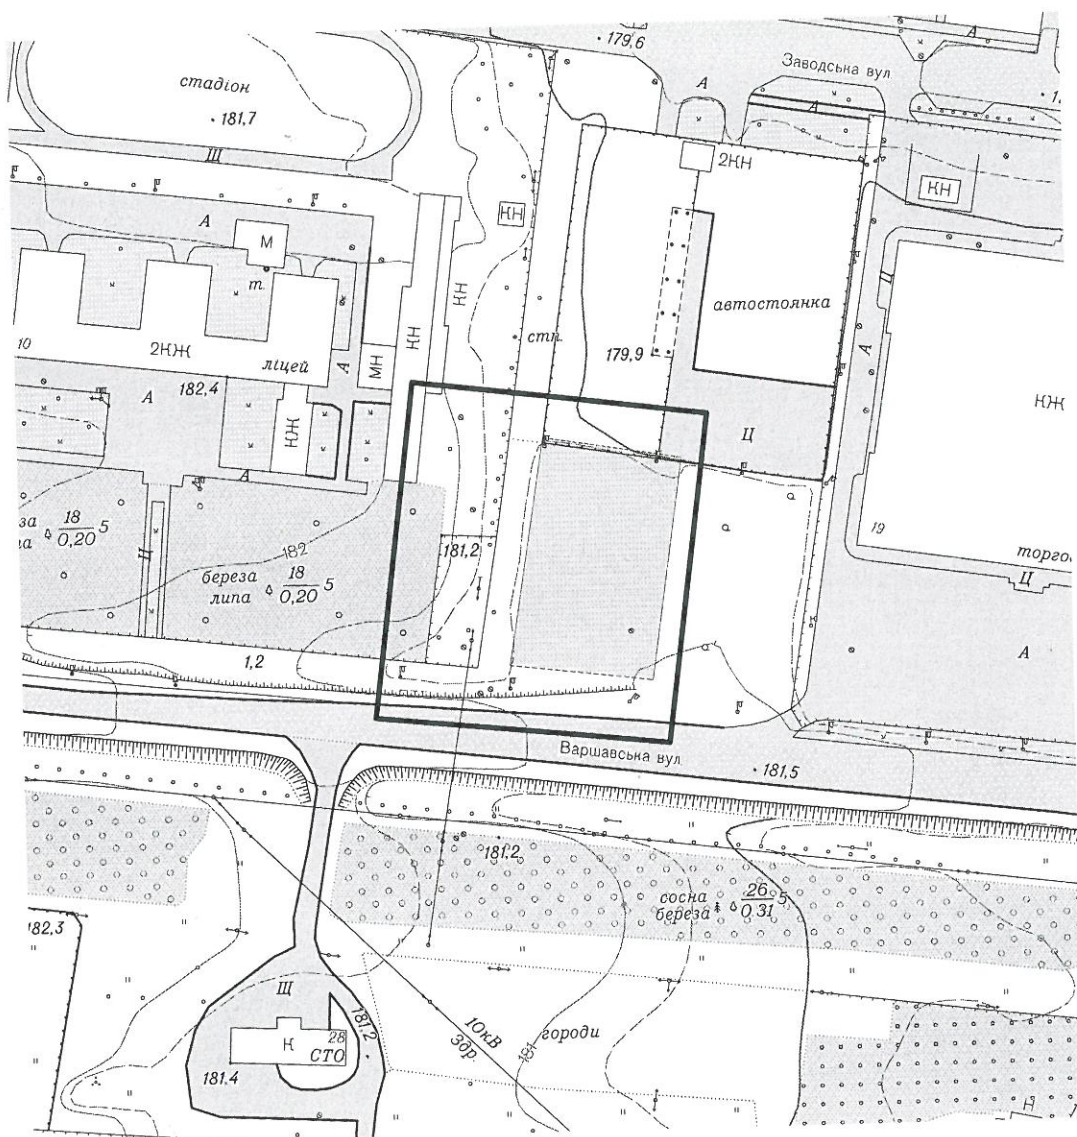 179,6
Заводська вул
А
стадіон
181,7
А
Щ
2КН
КН
КН
А
М
т.
КН
КН
автостоянка
Ц
А
стп.
179,9
10
2КЖ
ліцей
МН
А
182,4
А
КЖ
КЖ
Ц
А
18
0,20
5
182
береза
липа
18
0,20
5
Ц
181,2
19
Ц
А
1,2
Варшавська вул
181,5
181,2
сосна
береза
26
0.31
5
182,3
Щ
181,2
10кВ
3др.
181
городи
К
28
СТО
181,4
Н